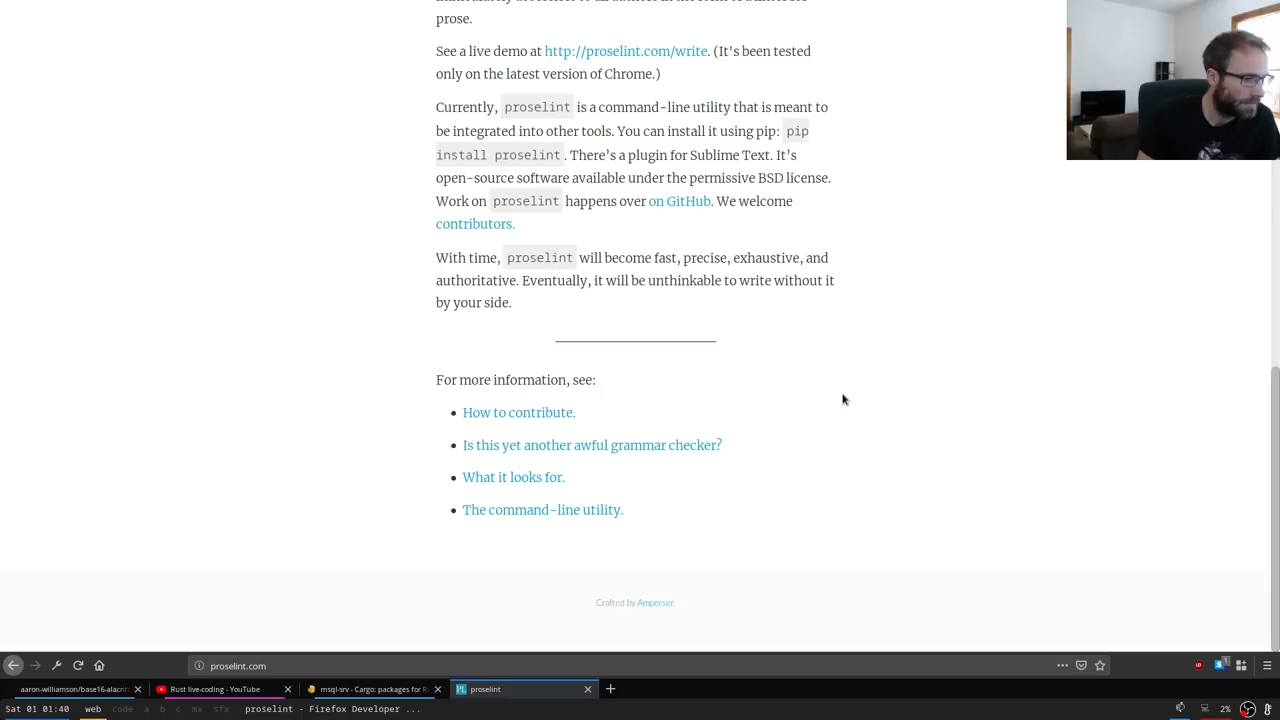 prose.
See a live demo at http://proselint.com/write. (It's been tested
only on the latest version of Chrome.)
Currently, proselint is a command-line utility that is meant to
be integrated into other tools. You can install it using pip: pip
install proselint. There’s a plugin for Sublime Text. It’s
open-source software available under the permissive BSD license.
Work on proselint happens over on GitHub. We welcome
contributors.
With time, proselint will become fast, precise, exhaustive, and
authoritative. Eventually, it will be unthinkable to write without it
by your side.
For more information, see:
• How to contribute.
• Is this yet another awful grammar checker?
• What it looks for.
• The command-line utility.
Crafted by Amperser.
proselint.com
aaron-williamson/base16-alacrit
Rust live-coding - YouTube
msql-srv - Cargo: packages for R
proselint
Sat 01 01:40 web code a b c mx sfx proselint - Firefox Developer ... 2%